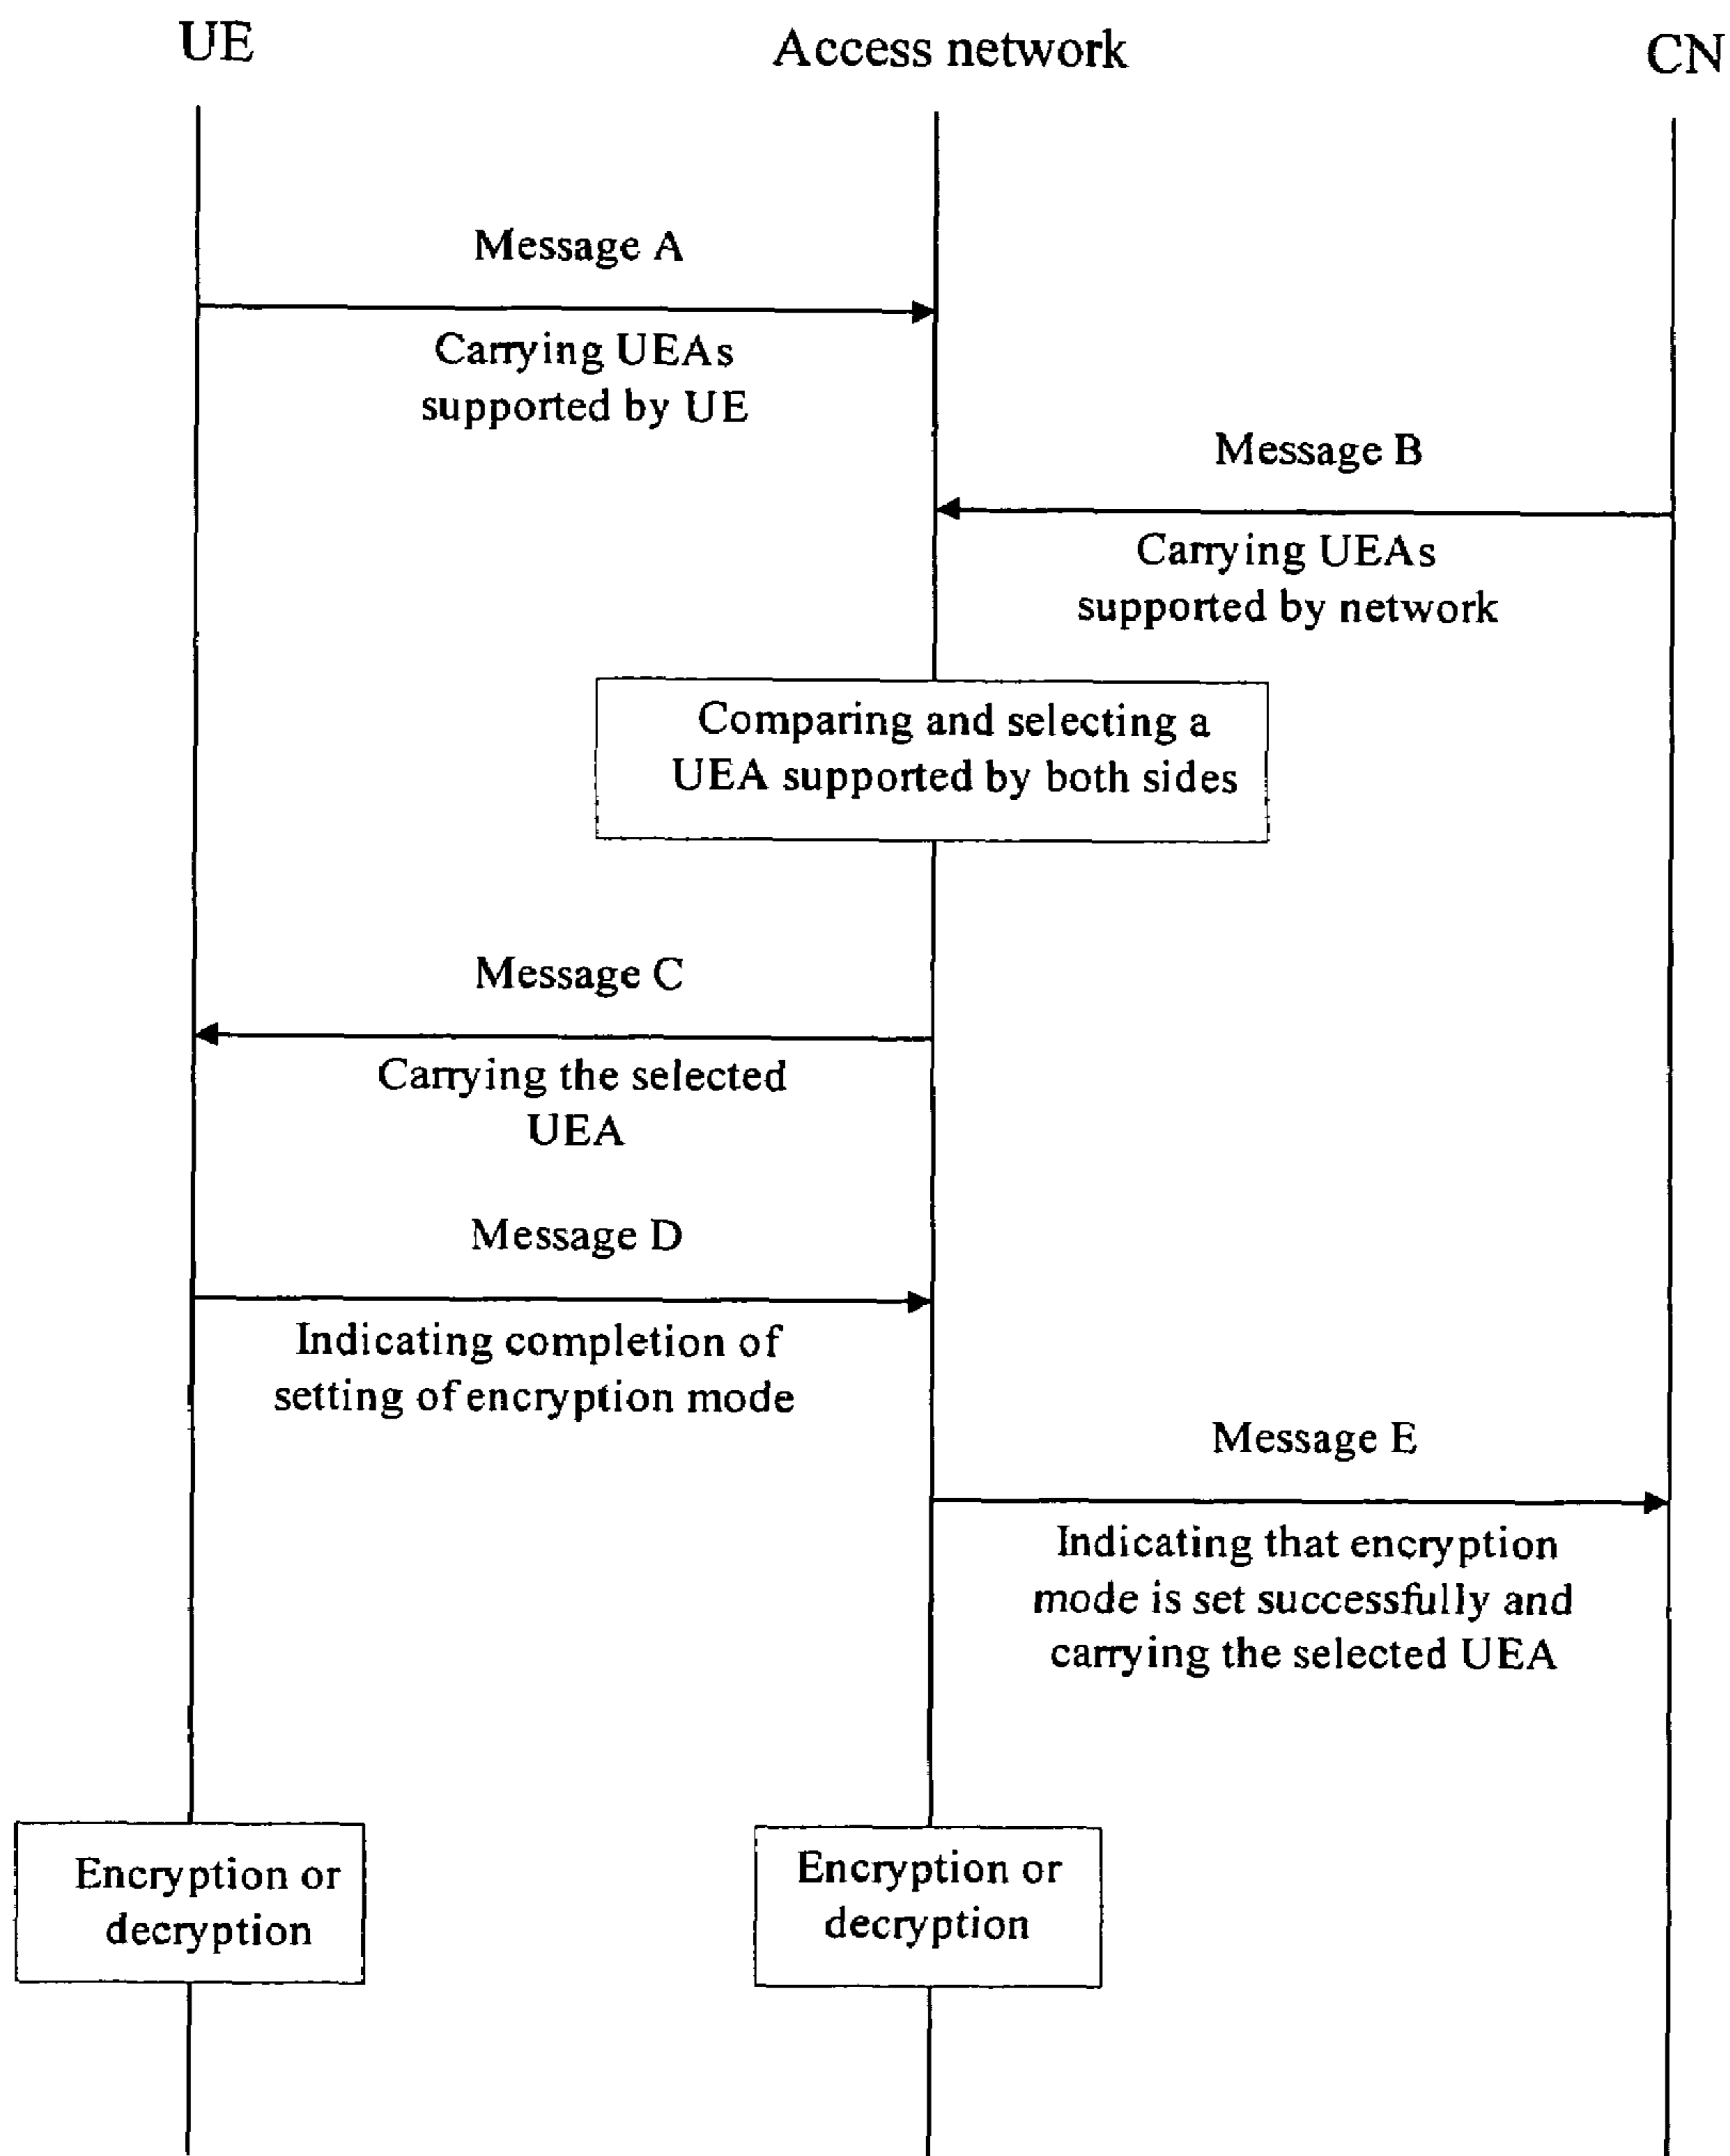 UE
Access network
CN
Message A
Carrying UEAs
supported by UE
Message B
Carrying UEAs
supported by network
Comparing and selecting a
UEA supported by both sides
Message C
Carrying the selected
UEA
Message D
Indicating completion of
setting of encryption mode
Message E
Indicating that encryption
mode is set successfully and
carrying the selected UEA
Encryption or
decryption
Encryption or
decryption